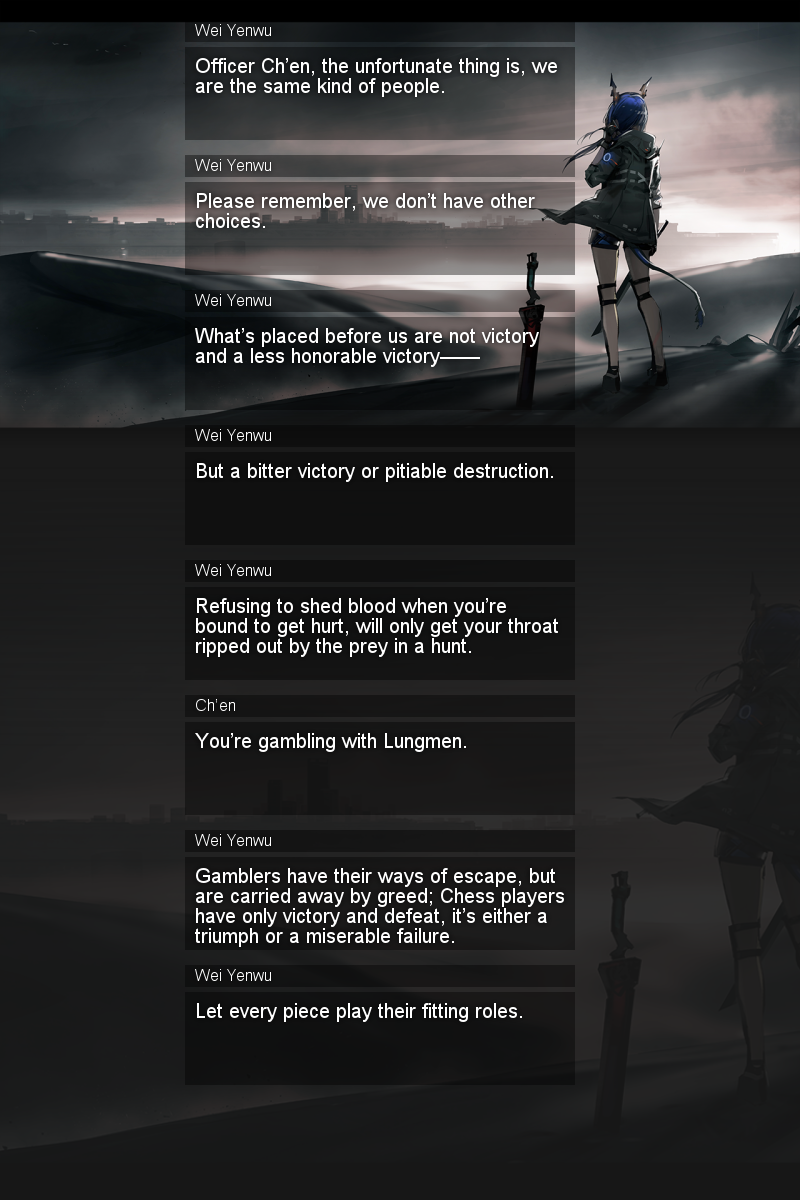 Wei Yenwu
Officer Ch'en, the unfortunate thing is, we
are the same kind of people.
Wei Yenwu
Please remember, we don't have other
choices.
Wei Yenwu
What's placed before us are not victory
and a less honorable victory——
Wei Yenwu
But a bitter victory or pitiable destruction.
Wei Yenwu
Refusing to shed blood when you're
bound to get hurt, will only get your throat
ripped out by the prey in a hunt.
Ch'en
You're gambling with Lungmen.
Wei Yenwu
Gamblers have their ways of escape, but
are carried away by greed; Chess players
have only victory and defeat, it's either a
triumph or a miserable failure.
Wei Yenwu
Let every piece play their fitting roles.